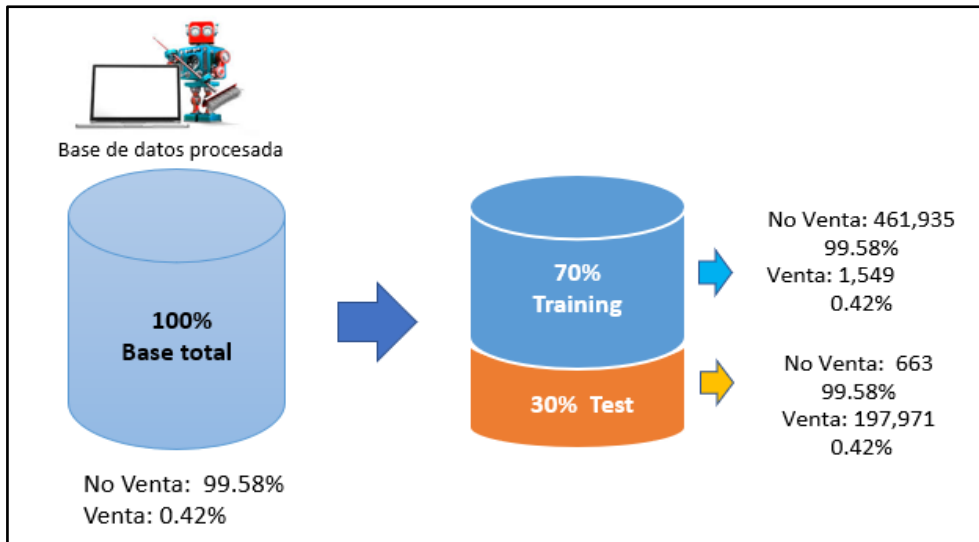 Base de datos procesada
100%
Base total
No Venta: 99.58%
Venta: 0.42%
70%
Training
30% Test
No Venta: 461,935
99.58%
Venta: 1,549
0.42%
No Venta: 663
99.58%
Venta: 197,971
0.42%